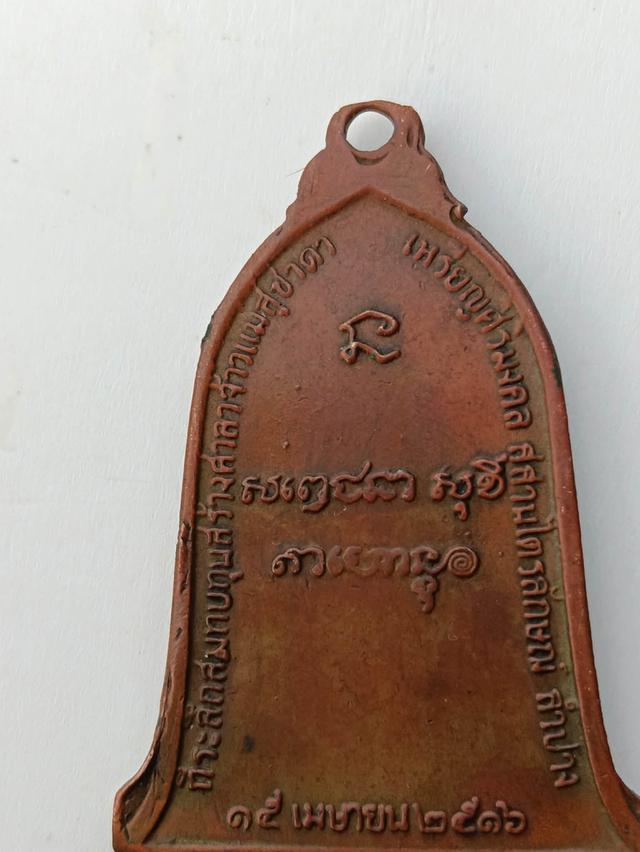 ที่ระลึกสมทบทุนสร้างศาลาจ้าวแม่สุชาดา
เหรียญศิริมงคล สุสานไตรลักษณ์ ลำปาง
๑๕ เมษายน ๒๕๑๖